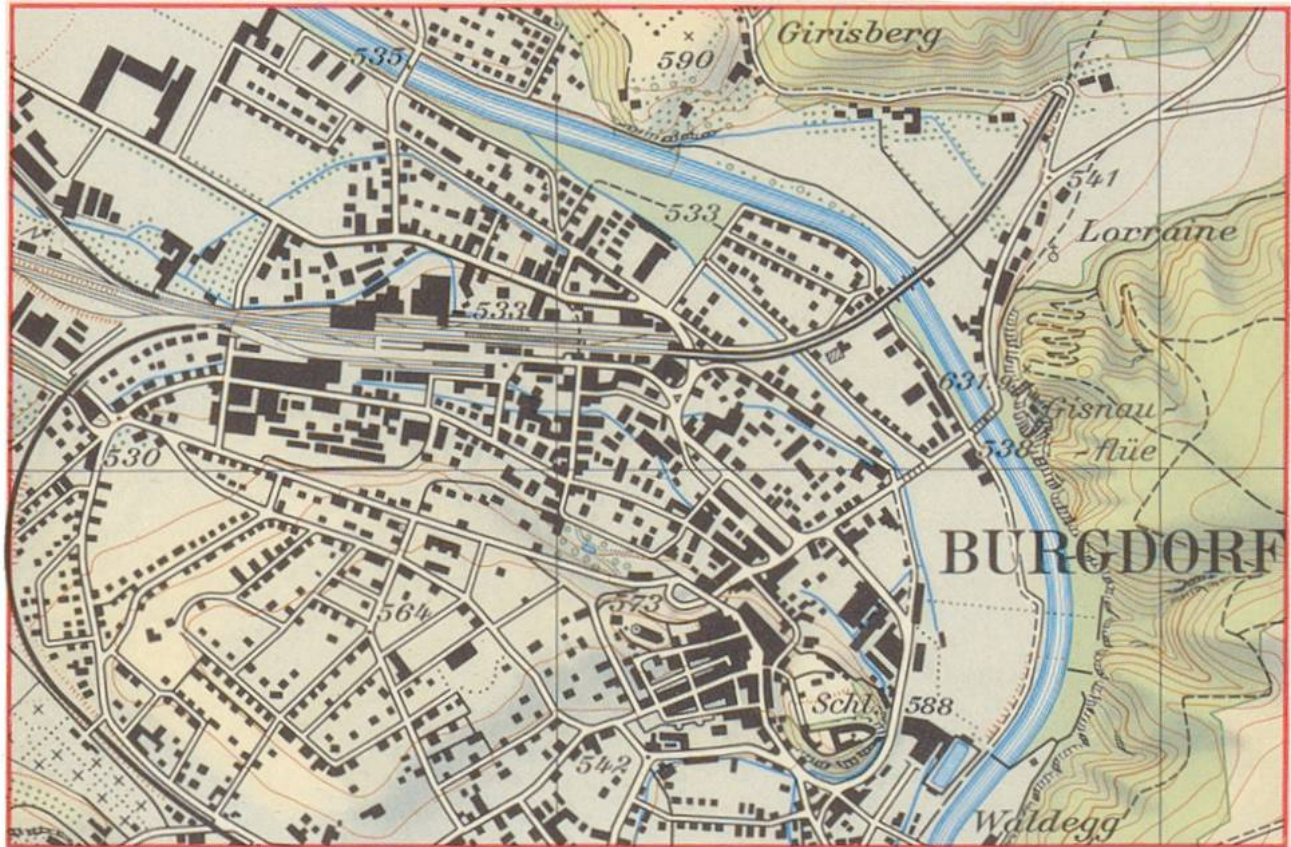 Girisberg
535
590
541
533
Lorraine
533
631.9
Gisnau-
-flüe
538
530
BURGDORF
573
564
Schl.
588
542
Waldegg